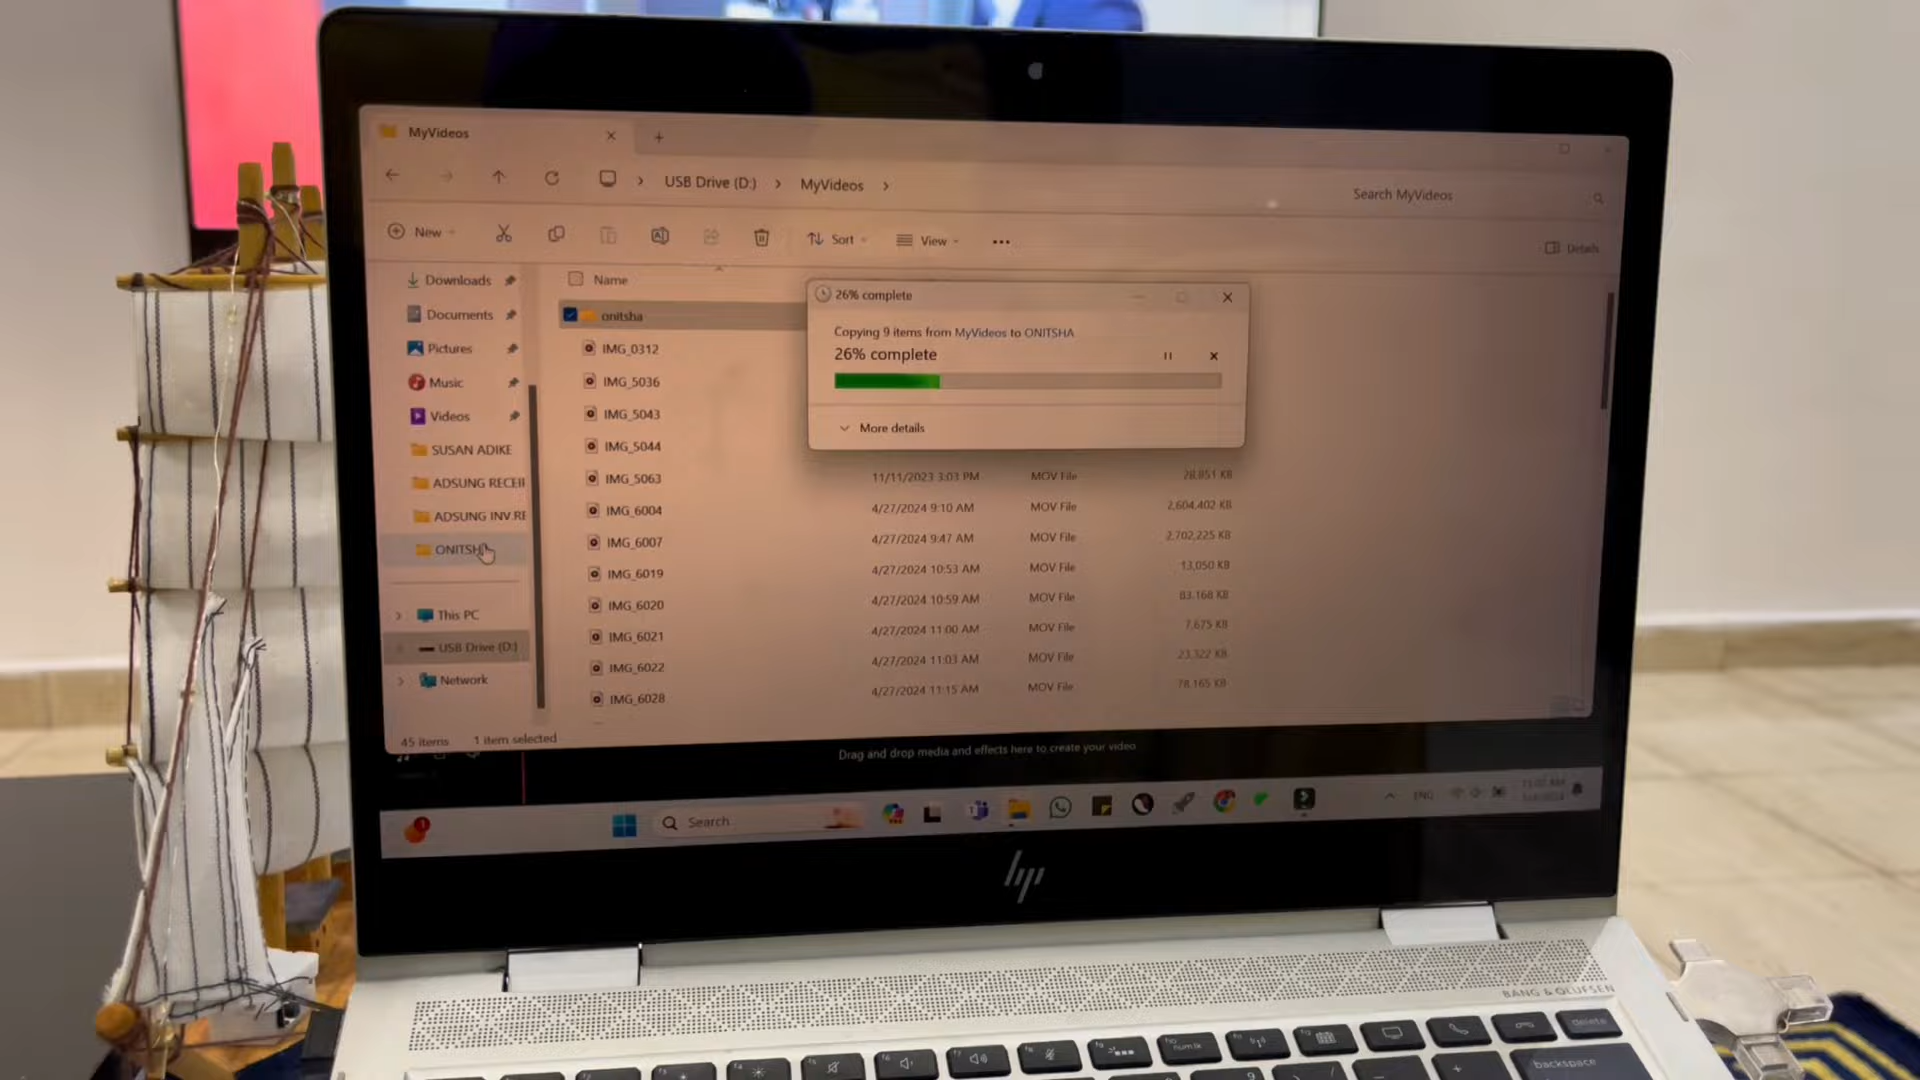 MyVideos
USB Drive (D:) > MyVideos >
Search MyVideos
New
Sort
View
Details
Downloads
Documents
Pictures
Music
Videos
SUSAN ADIKE
ADSUNG RECEI
ADSUNG INV.RE
ONITSHA
This PC
USB Drive (D:)
Network
Name
onitsha
IMG_0312
IMG_5036
IMG_5043
IMG_5044
IMG_5063 11/11/2023 3:03 PM MOV File 28,851 KB
IMG_6004 4/27/2024 9:10 AM MOV File 2,604,402 KB
IMG_6007 4/27/2024 9:47 AM MOV File 2,702,225 KB
IMG_6019 4/27/2024 10:53 AM MOV File 13,050 KB
IMG_6020 4/27/2024 10:59 AM MOV File 83,168 KB
IMG_6021 4/27/2024 11:00 AM MOV File 7,675 KB
IMG_6022 4/27/2024 11:03 AM MOV File 23,322 KB
IMG_6028 4/27/2024 11:15 AM MOV File 78,165 KB
26% complete
Copying 9 items from MyVideos to ONITSHA
26% complete
More details
45 items 1 item selected
Drag and drop media and effects here to create your video
1
Search
ENG
hp
BANG & OLUFSEN
num lk
delete
backspace